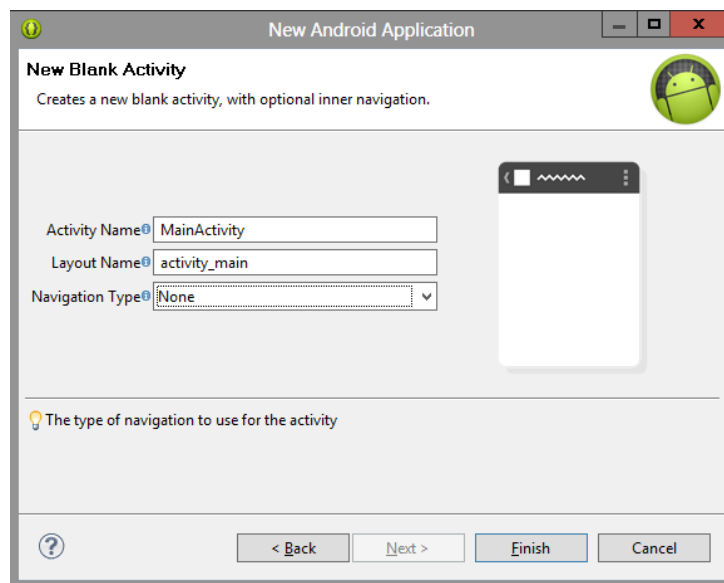 New Android Application
New Blank Activity
Creates a new blank activity, with optional inner navigation.
Activity Name MainActivity
Layout Name activity_main
Navigation Type None
The type of navigation to use for the activity
< Back Next > Finish Cancel